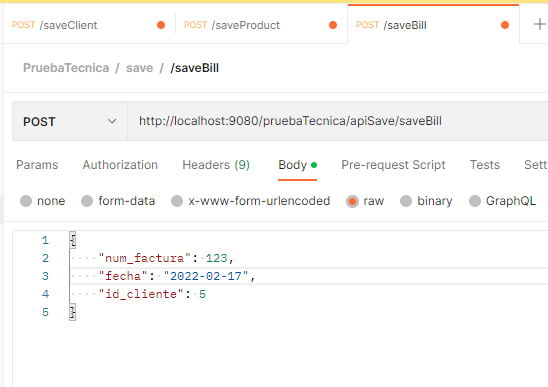 POST /saveClient POST /saveProduct POST /saveBill +
PruebaTecnica / save / /saveBill
POST http://localhost:9080/pruebaTecnica/apiSave/saveBill
Params Authorization Headers (9) Body Pre-request Script Tests Sett
none form-data x-www-form-urlencoded raw binary GraphQL
1 {
2 "num_factura": 123,
3 "fecha": "2022-02-17",
4 "id_cliente": 5
5 }